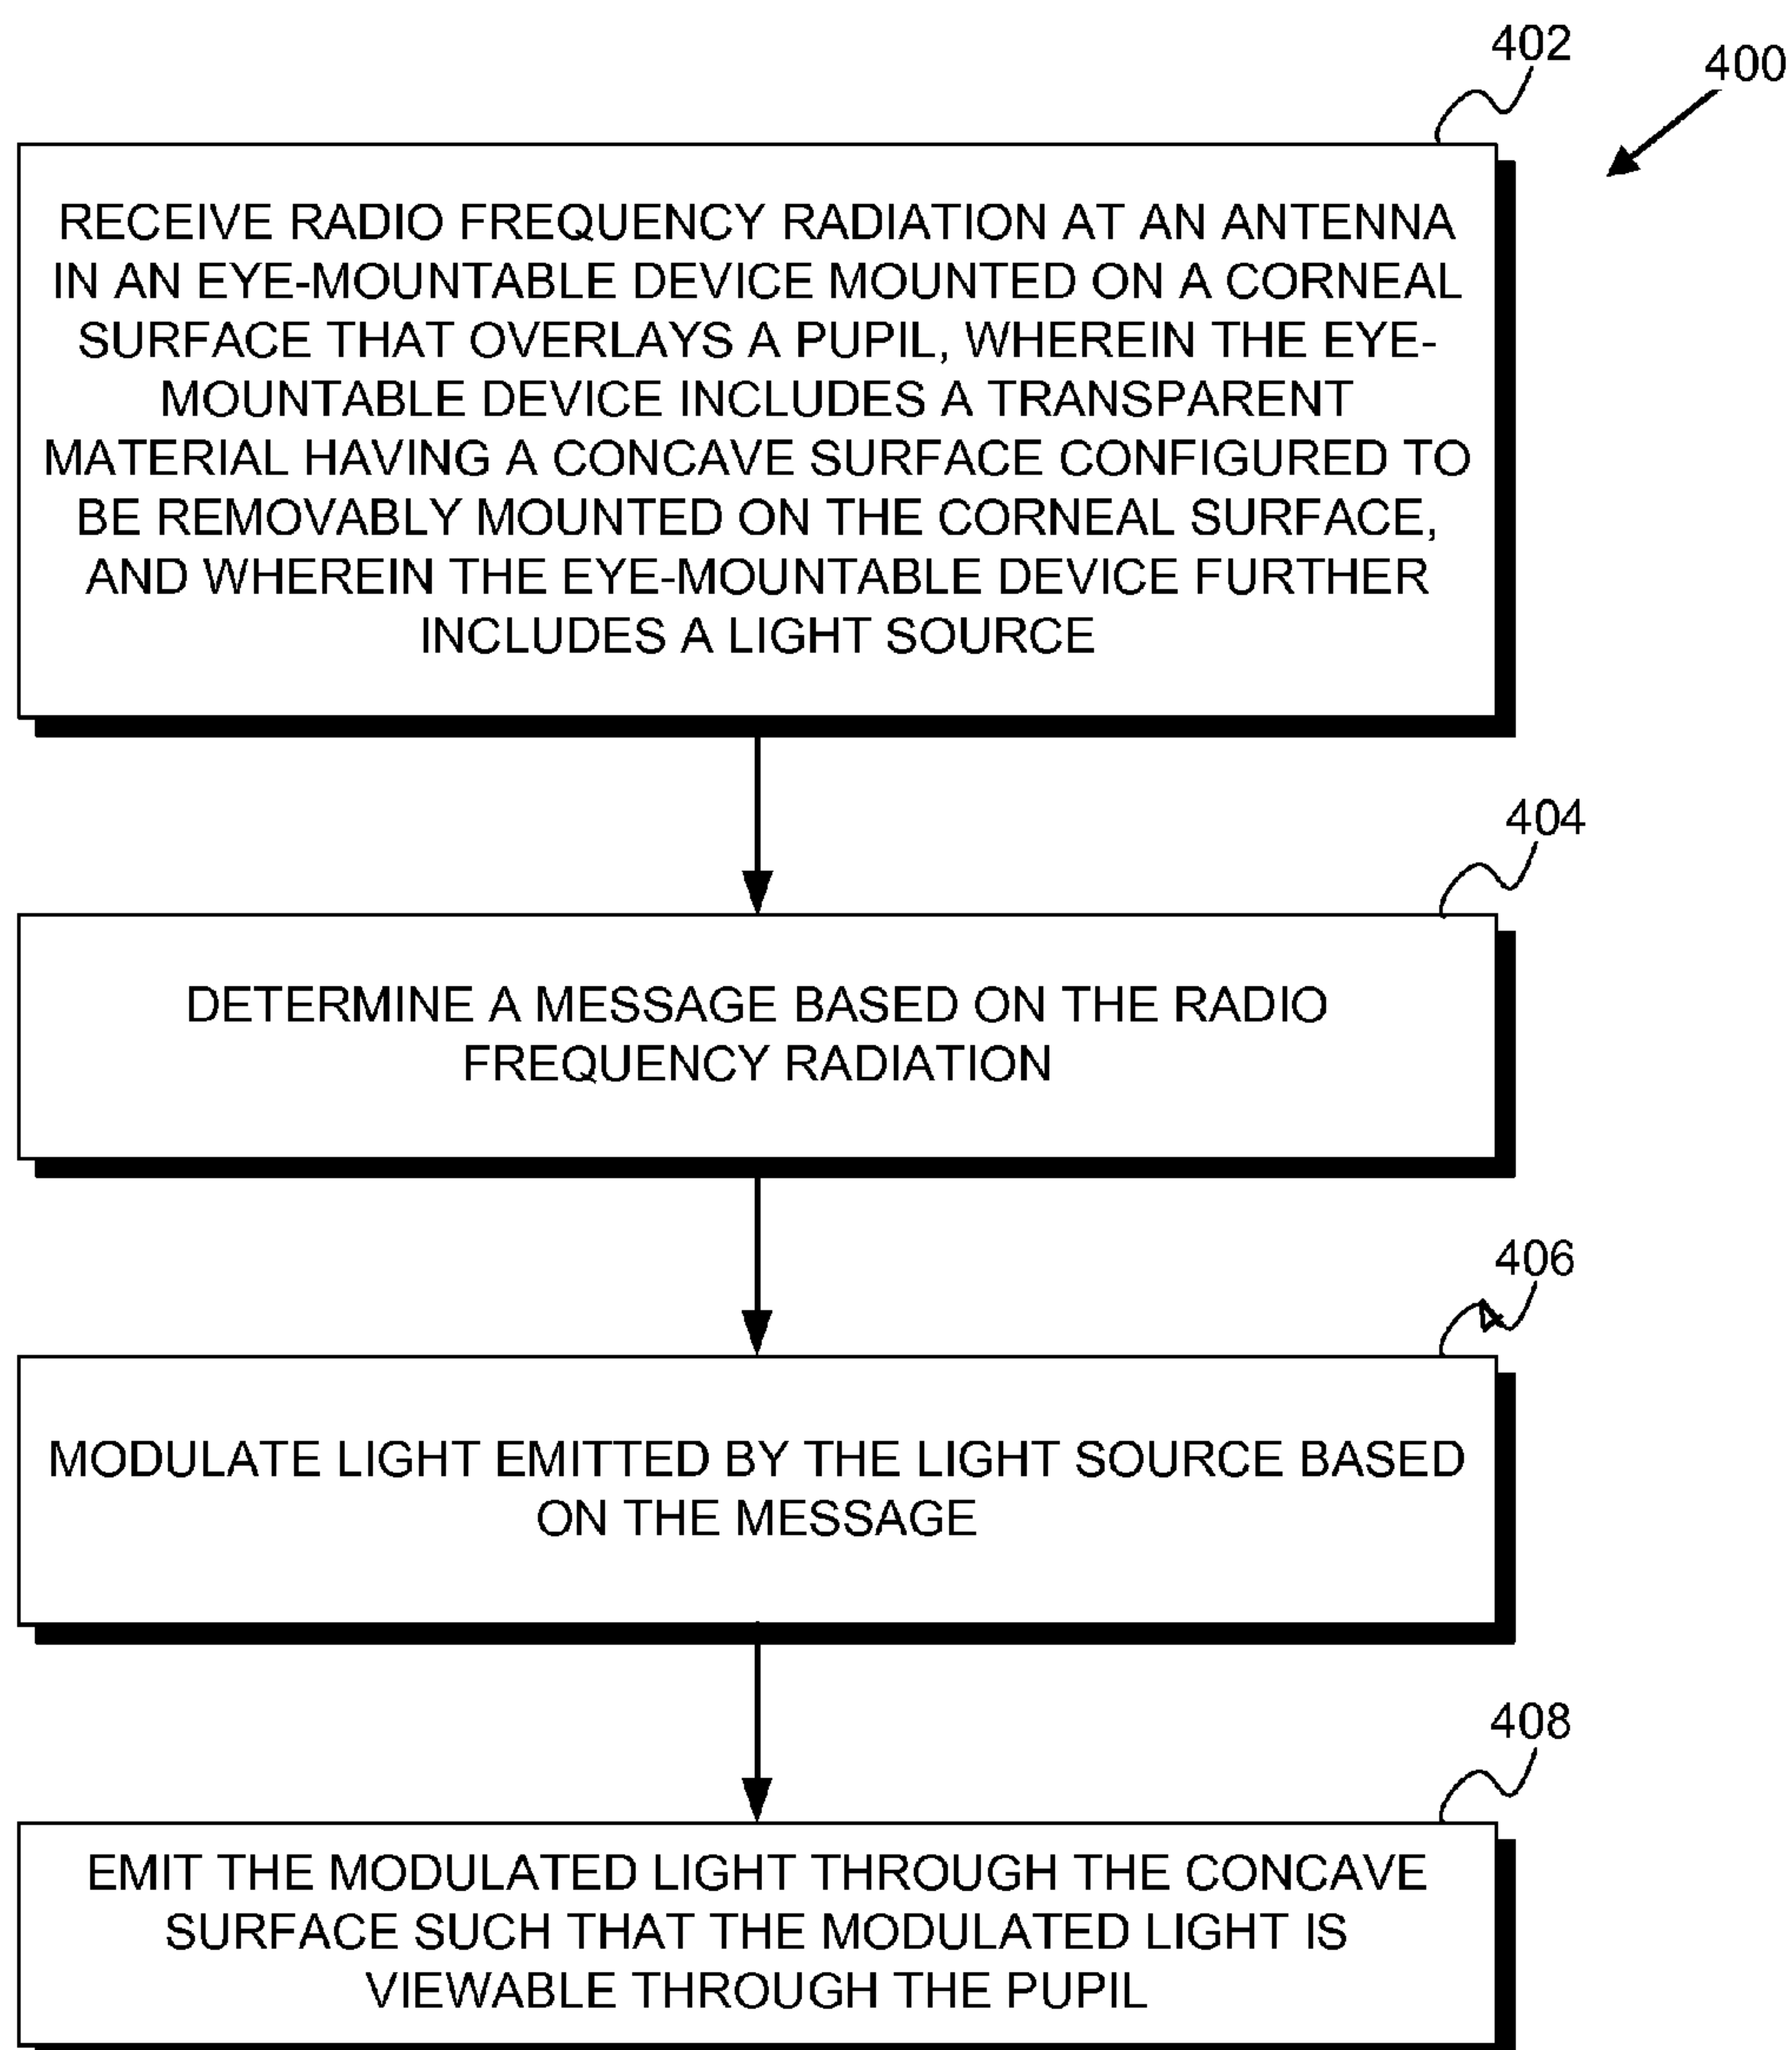 402
400
RECEIVE RADIO FREQUENCY RADIATION AT AN ANTENNA
IN AN EYE-MOUNTABLE DEVICE MOUNTED ON A CORNEAL
SURFACE THAT OVERLAYS A PUPIL, WHEREIN THE EYE-
MOUNTABLE DEVICE INCLUDES A TRANSPARENT
MATERIAL HAVING A CONCAVE SURFACE CONFIGURED TO
BE REMOVABLY MOUNTED ON THE CORNEAL SURFACE,
AND WHEREIN THE EYE-MOUNTABLE DEVICE FURTHER
INCLUDES A LIGHT SOURCE
404
DETERMINE A MESSAGE BASED ON THE RADIO
FREQUENCY RADIATION
406
MODULATE LIGHT EMITTED BY THE LIGHT SOURCE BASED
ON THE MESSAGE
408
EMIT THE MODULATED LIGHT THROUGH THE CONCAVE
SURFACE SUCH THAT THE MODULATED LIGHT IS
VIEWABLE THROUGH THE PUPIL